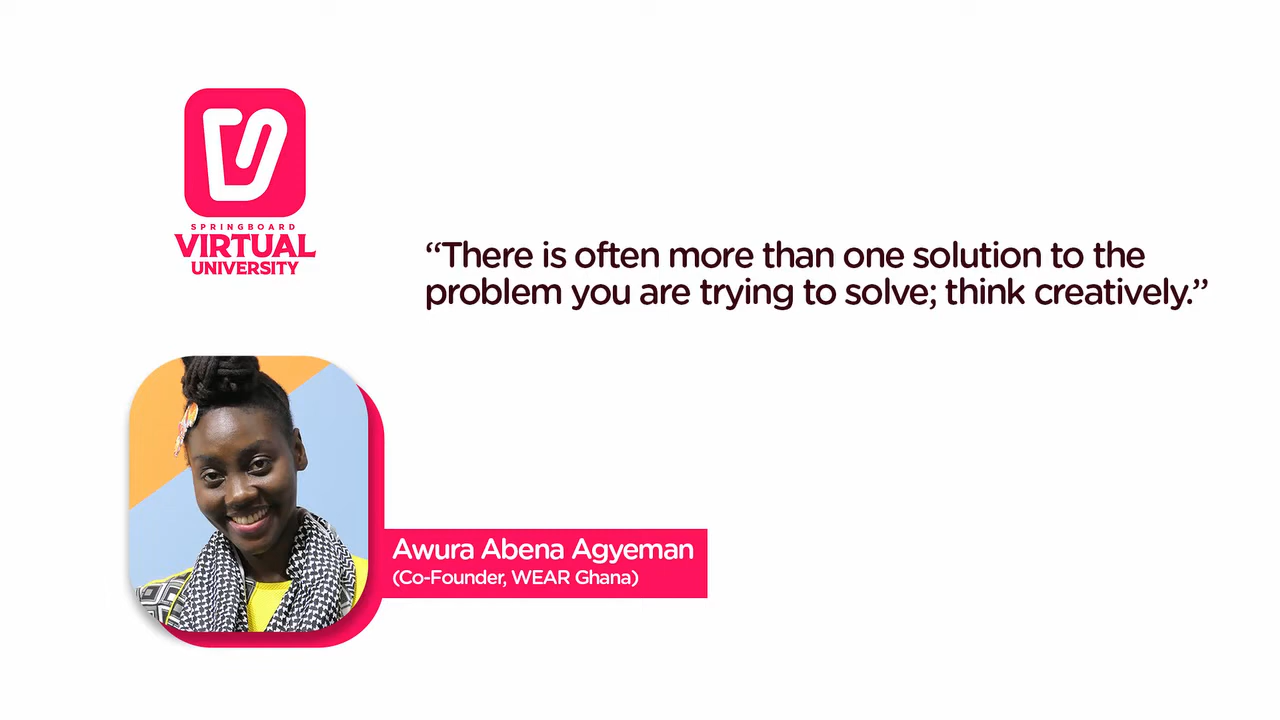 SPRINGBOARD
VIRTUAL
UNIVERSITY
“There is often more than one solution to the
problem you are trying to solve; think creatively.”
Awura Abena Agyeman
(Co-Founder, WEAR Ghana)